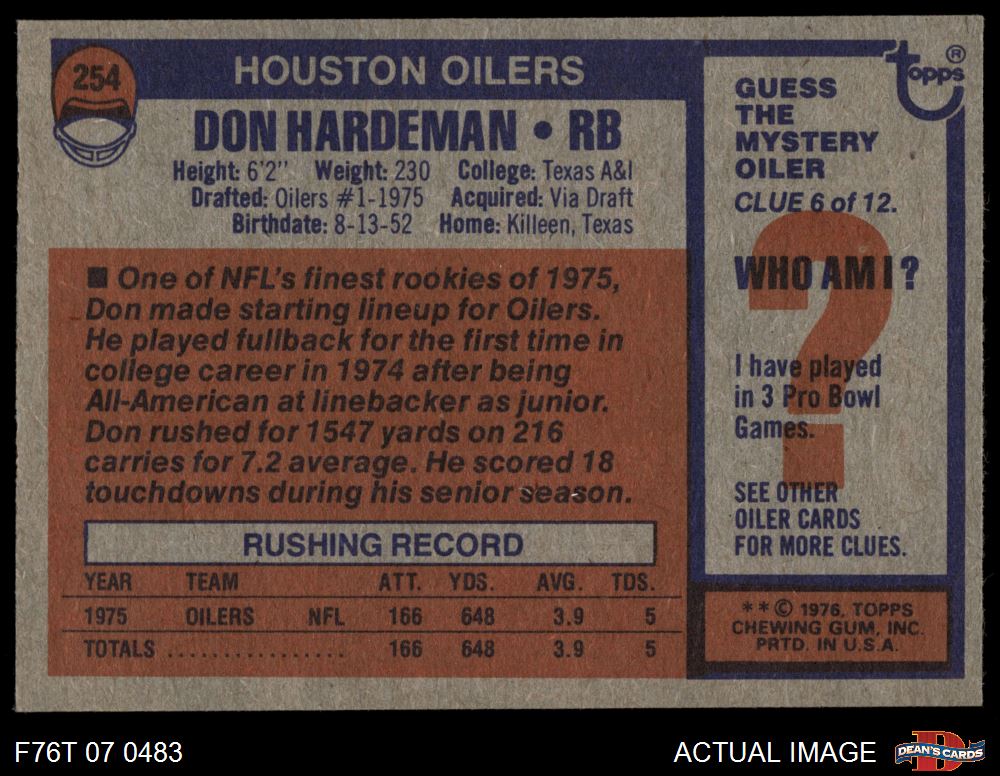 254
HOUSTON OILERS
DON HARDEMAN • RB
Height: 6'2" Weight: 230 College: Texas A&I
Drafted: Oilers #1-1975 Acquired: Via Draft
Birthdate: 8-13-52 Home: Killeen, Texas
■ One of NFL's finest rookies of 1975,
Don made starting lineup for Oilers.
He played fullback for the first time in
college career in 1974 after being
All-American at linebacker as junior.
Don rushed for 1547 yards on 216
carries for 7.2 average. He scored 18
touchdowns during his senior season.
RUSHING RECORD
YEAR TEAM ATT. YDS. AVG. TDS.
1975 OILERS NFL 166 648 3.9 5
TOTALS ................ 166 648 3.9 5
topps ®
GUESS
THE
MYSTERY
OILER
CLUE 6 of 12.
?
WHO AM I ?
I have played
in 3 Pro Bowl
Games.
SEE OTHER
OILER CARDS
FOR MORE CLUES.
* * © 1976, TOPPS
CHEWING GUM, INC.
PRTD. IN U.S.A.
F76T 07 0483
ACTUAL IMAGE
D
DEAN'S CARDS